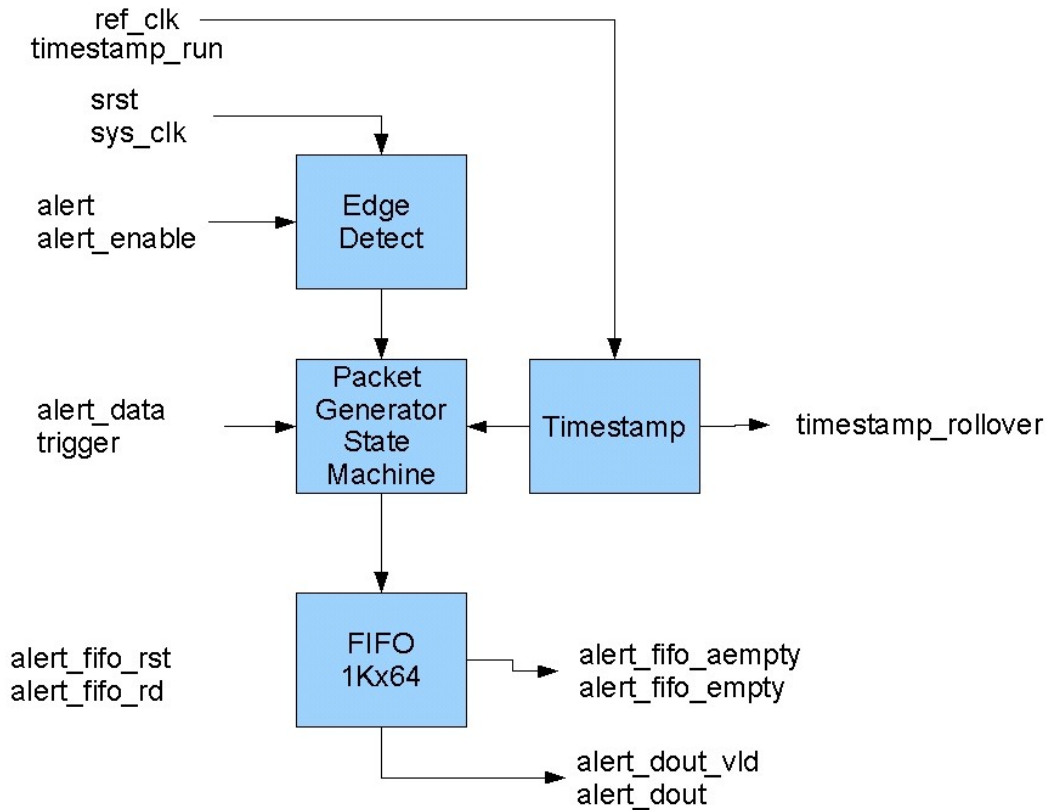 ref_clk
timestamp_run
srst
sys_clk
alert
alert_enable
Edge
Detect
alert_data
trigger
Packet
Generator
State
Machine
Timestamp
timestamp_rollover
alert_fifo_rst
alert_fifo_rd
FIFO
1Kx64
alert_fifo_aempty
alert_fifo_empty
alert_dout_vld
alert_dout